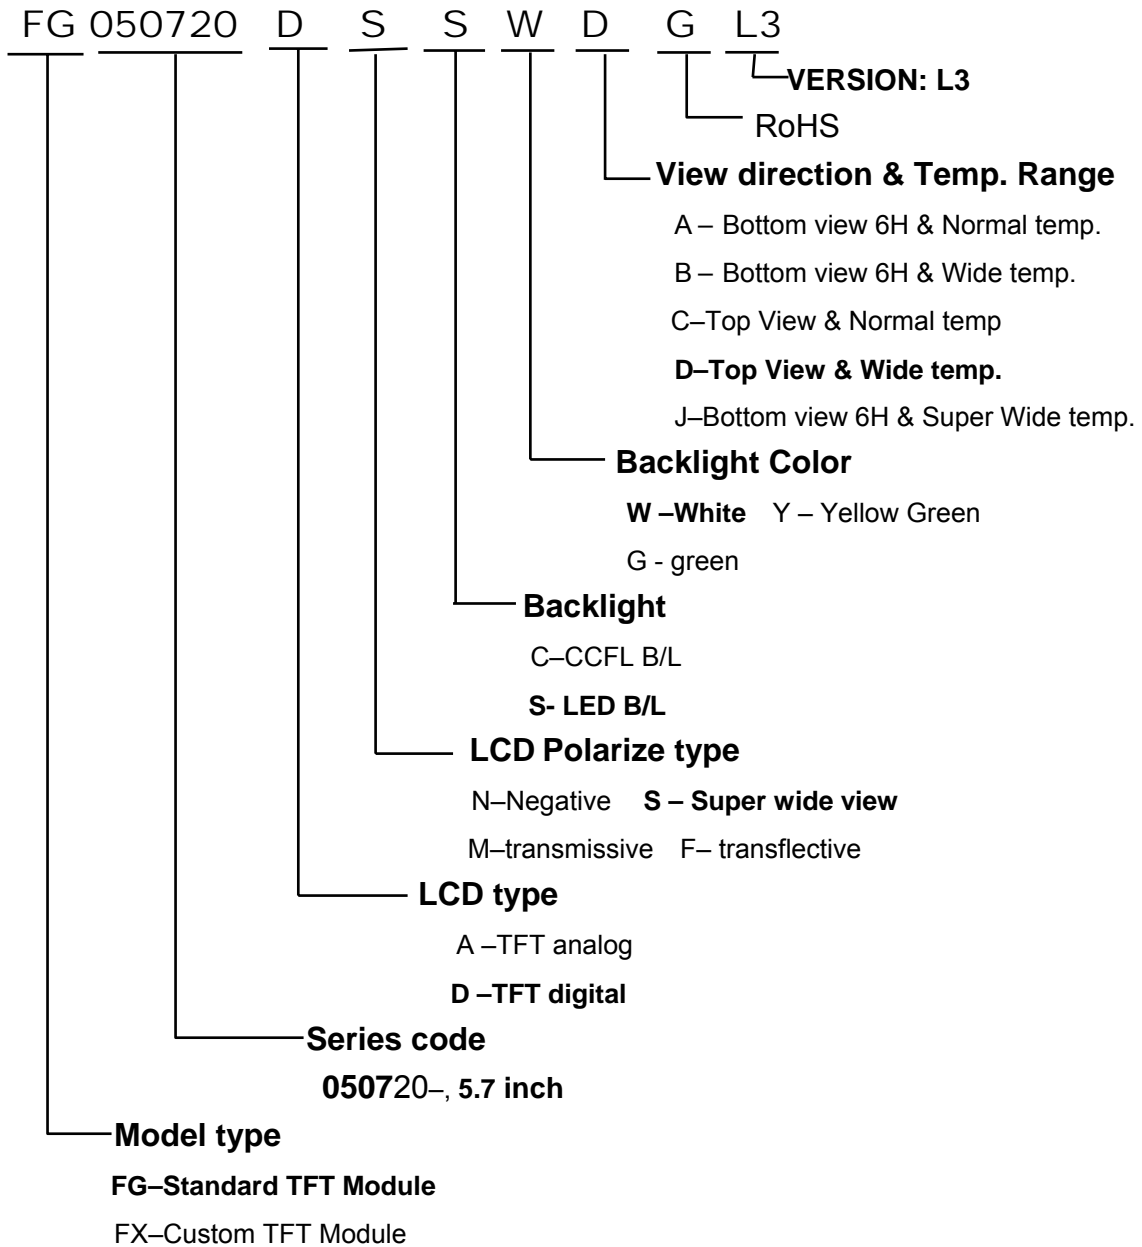 FG 050720 D S S W D G L3
VERSION: L3
RoHS
View direction & Temp. Range
A – Bottom view 6H & Normal temp.
B – Bottom view 6H & Wide temp.
C–Top View & Normal temp
D–Top View & Wide temp.
J–Bottom view 6H & Super Wide temp.
Backlight Color
W –White Y – Yellow Green
G - green
Backlight
C–CCFL B/L
S- LED B/L
LCD Polarize type
N–Negative S – Super wide view
M–transmissive F– transflective
LCD type
A –TFT analog
D –TFT digital
Series code
050720–, 5.7 inch
Model type
FG–Standard TFT Module
FX–Custom TFT Module